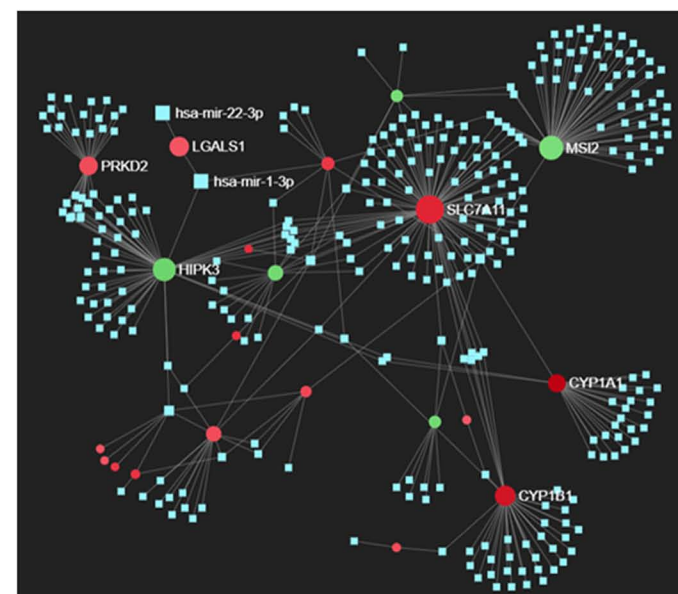 hsa-mir-22-3p
LGALS1
MSI2
PRKD2
hsa-mir-1-3p
SLC7A11
HIPK3
CYP1A1
CYP1B1